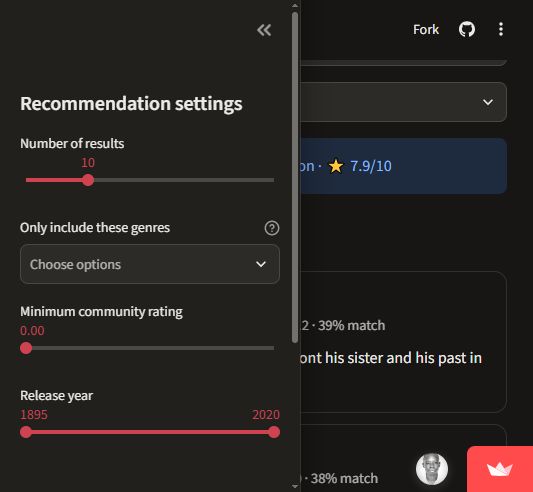 Fork
Recommendation settings
Number of results
10
on · ⭐ 7.9/10
Only include these genres
Choose options
Minimum community rating
0.00
2 · 39% match
ont his sister and his past in
Release year
1895 2020
· 38% match